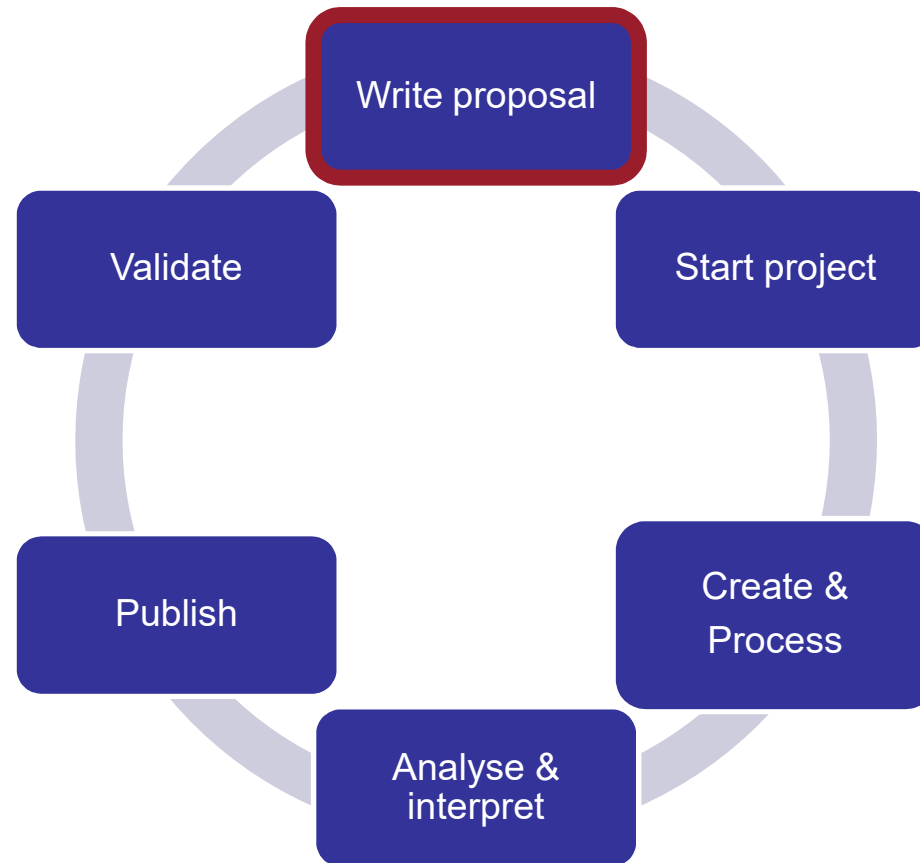 Write proposal
Start project
Create &
Process
Analyse &
interpret
Publish
Validate